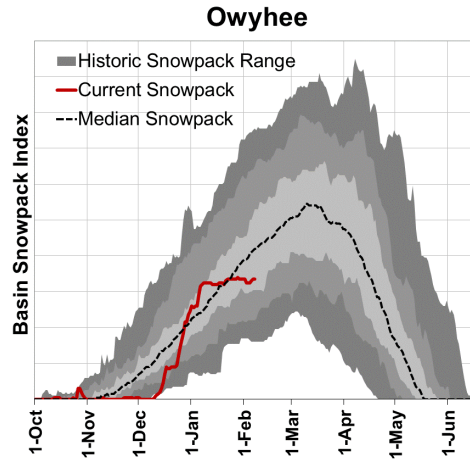 Owyhee
Historic Snowpack Range
Current Snowpack
Median Snowpack
Basin Snowpack Index
1-Oct
1-Nov
1-Dec
1-Jan
1-Feb
1-Mar
1-Apr
1-May
1-Jun